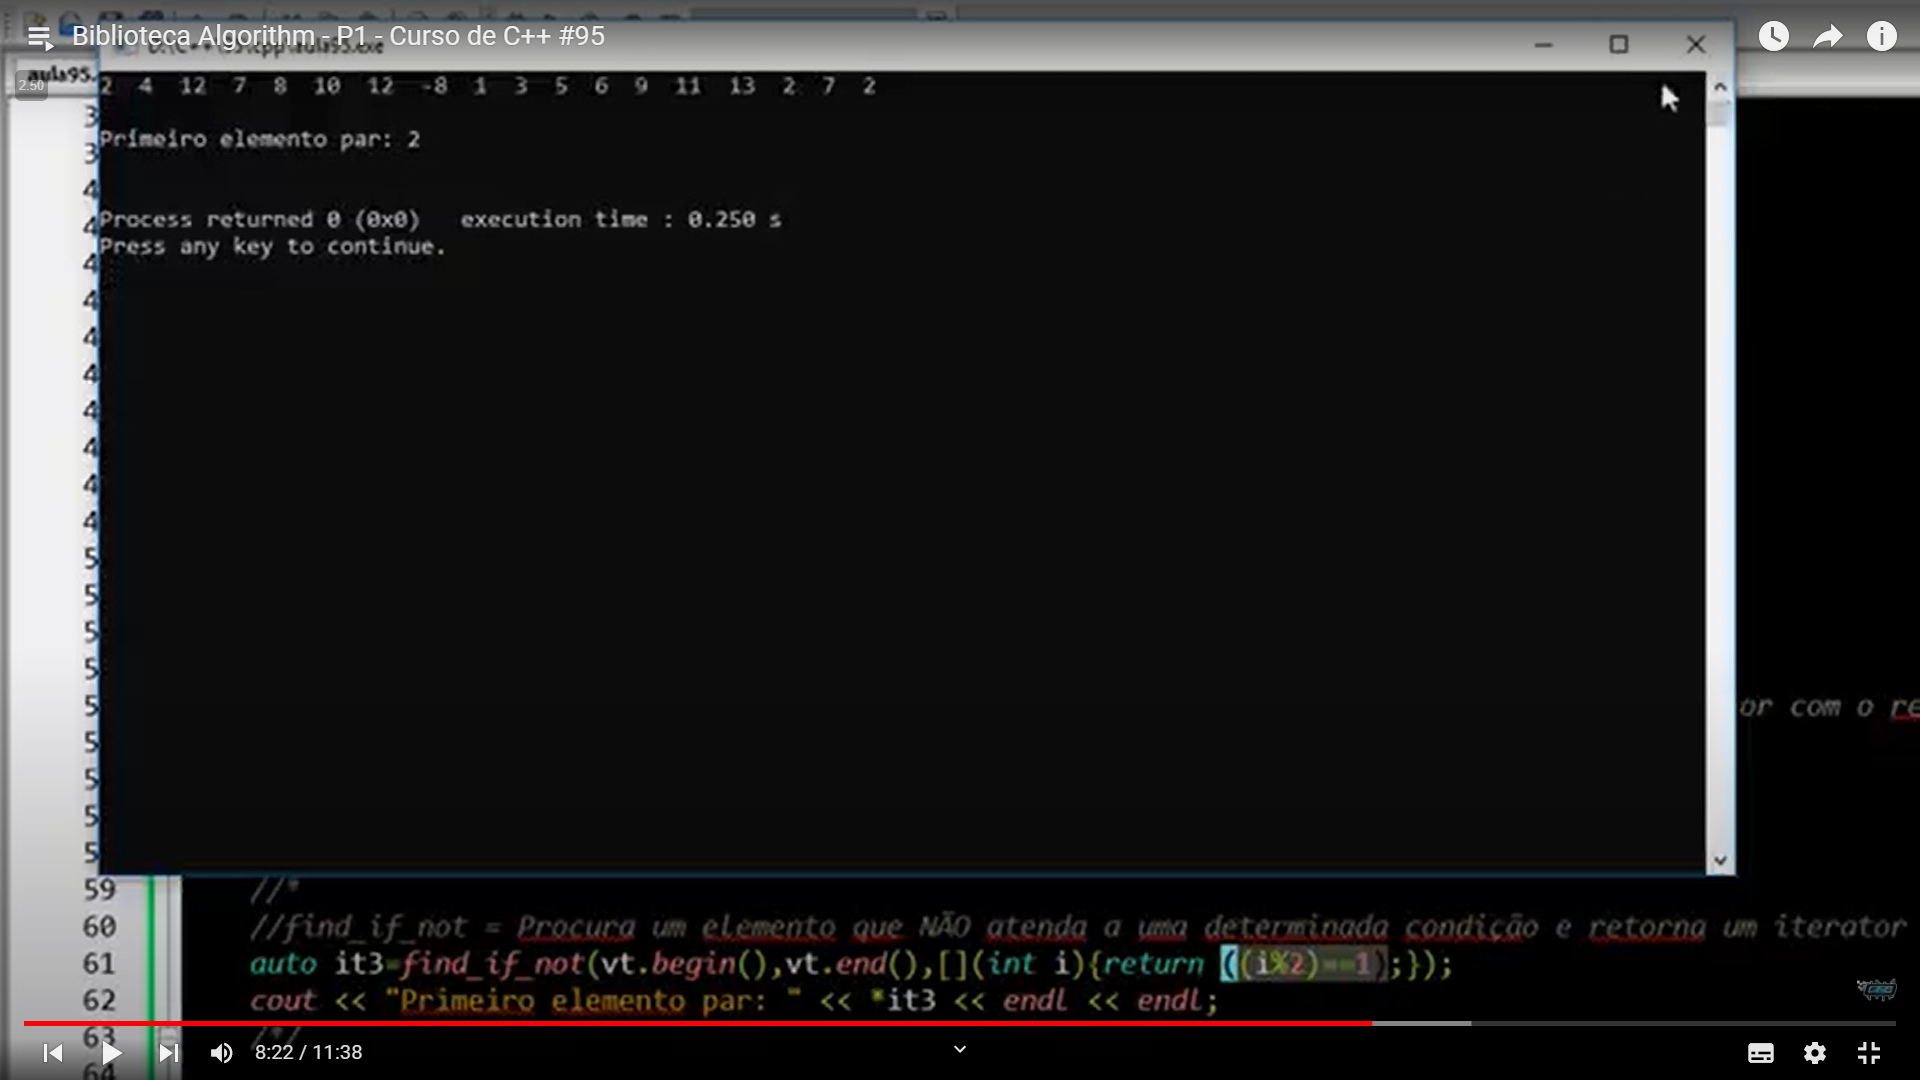 Biblioteca Algorithm - P1 - Curso de C++ #95
aula95.
2.50
2 4 12 7 8 10 12 -8 1 3 5 6 9 11 13 2 7 2
Primeiro elemento par: 2
Process returned 0 (0x0) execution time : 0.250 s
Press any key to continue.
or com o re
59 //*
60 //find_if_not = Procura um elemento que NÃO atenda a uma determinada condição e retorna um iterator
61 auto it3=find_if_not(vt.begin(),vt.end(),[](int i){return ((i%2)==1);});
62 cout << "Primeiro elemento par: " << *it3 << endl << endl;
63 /*/
64
8:22 / 11:38